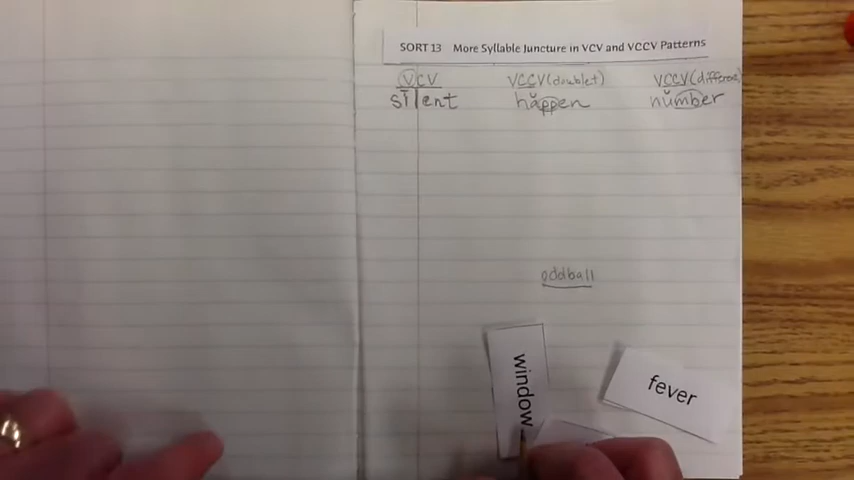 SORT 13 More Syllable Juncture in VCV and VCCV Patterns
VCV VCCV(doublet) VCCV(different)
silent happen number
oddball
window
fever